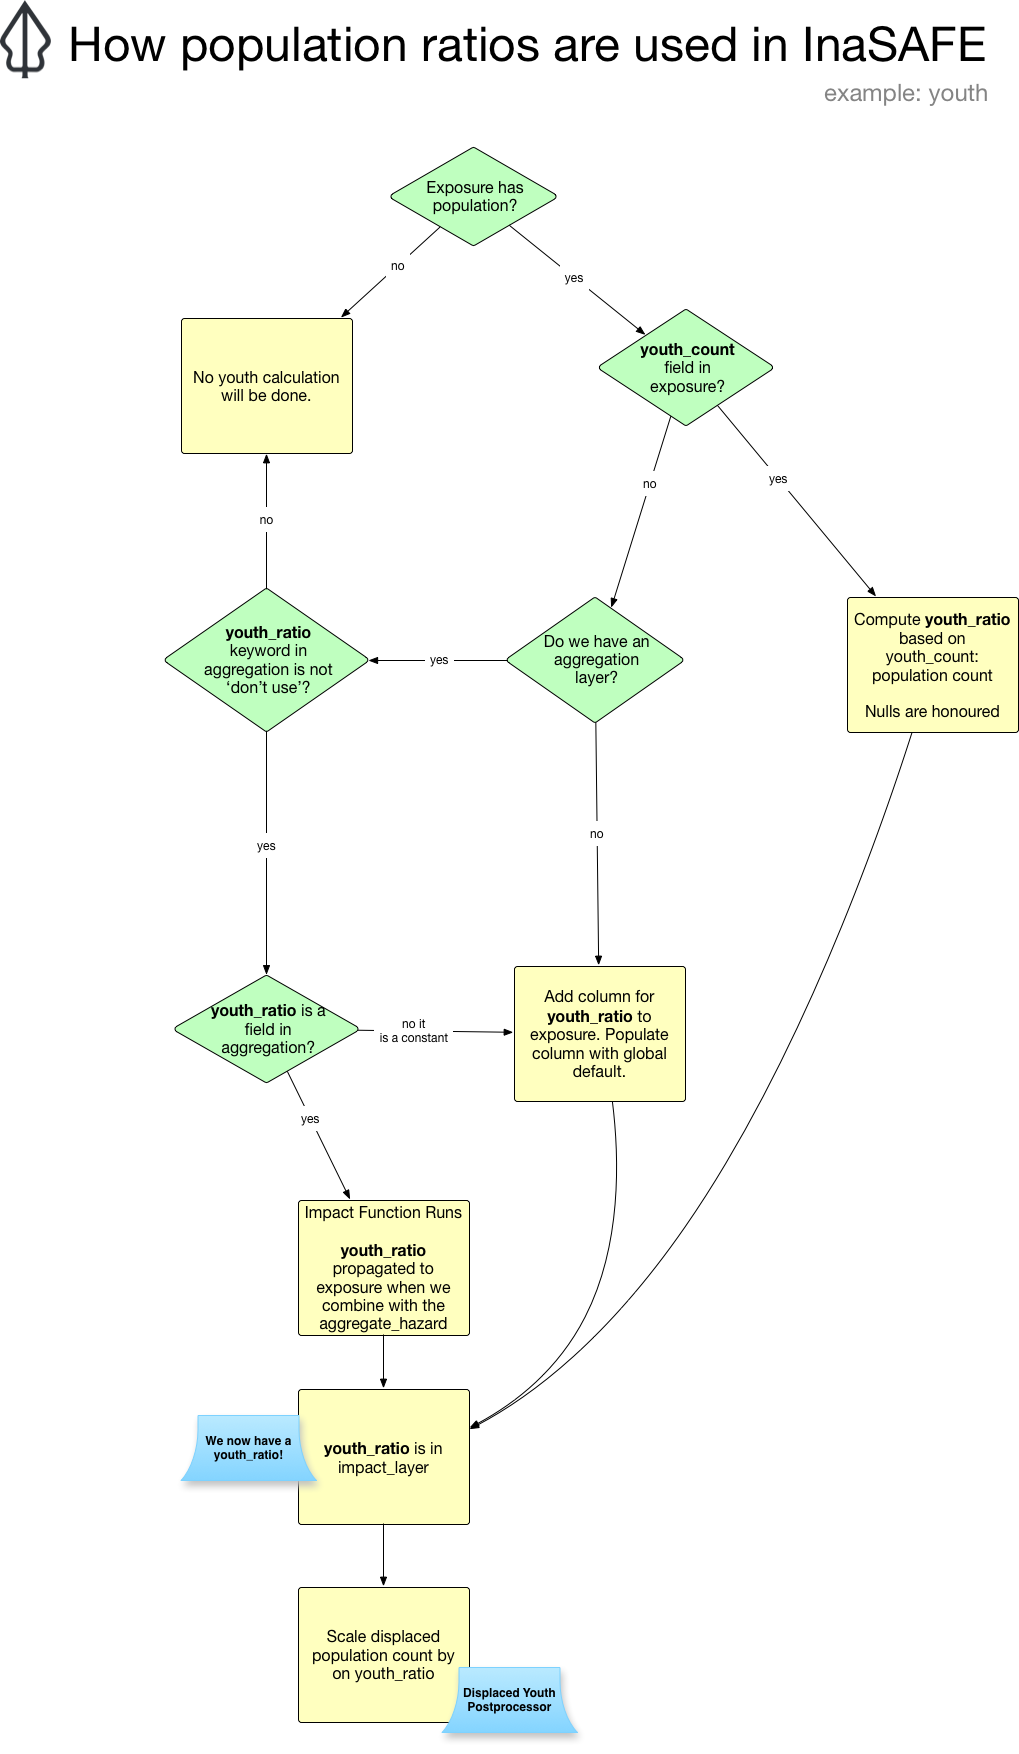 How population ratios are used in InaSAFE
example: youth
Exposure has
population?
no
yes
No youth calculation
will be done.
youth_count
field in
exposure?
no
yes
no
youth_ratio
keyword in
aggregation is not
‘don’t use’?
yes
Do we have an
aggregation
layer?
Compute youth_ratio
based on
youth_count:
population count
Nulls are honoured
yes
no
youth_ratio is a
field in
aggregation?
no it
is a constant
Add column for
youth_ratio to
exposure. Populate
column with global
default.
yes
Impact Function Runs
youth_ratio
propagated to
exposure when we
combine with the
aggregate_hazard
We now have a
youth_ratio!
youth_ratio is in
impact_layer
Scale displaced
population count by
on youth_ratio
Displaced Youth
Postprocessor